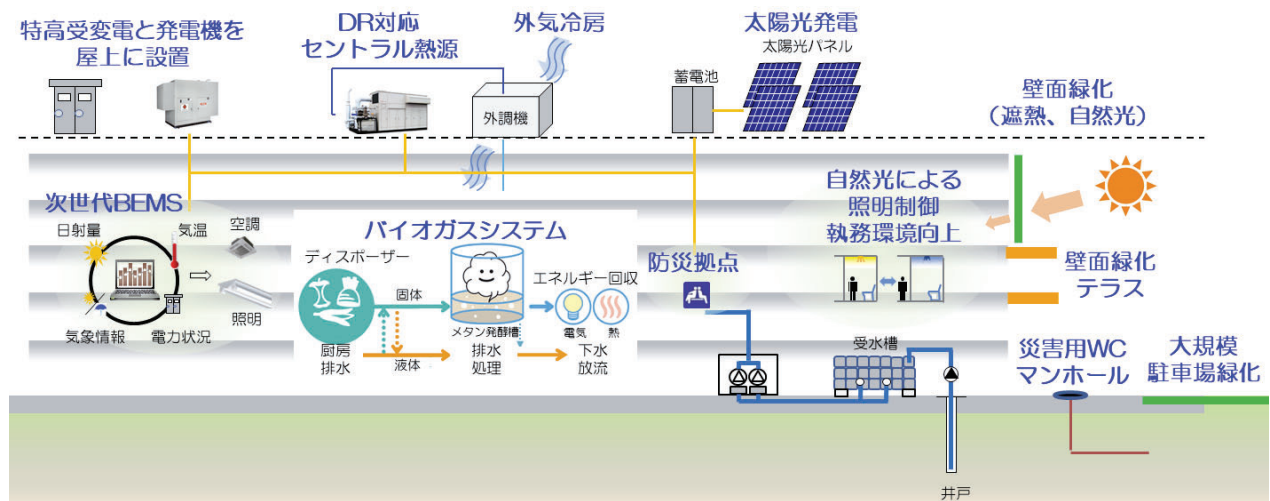 特高受変電と発電機を
屋上に設置
DR対応
セントラル熱源
外気冷房
外調機
太陽光発電
太陽光パネル
蓄電池
壁面緑化
（遮熱、自然光）
次世代BEMS
日射量
気温
空調
気象情報
電力状況
照明
バイオガスシステム
ディスポーザー
固体
エネルギー回収
メタン発酵槽
電気
熱
厨房
排水
液体
排水
処理
下水
放流
防災拠点
自然光による
照明制御
執務環境向上
壁面緑化
テラス
受水槽
災害用WC
マンホール
大規模
駐車場緑化
井戸